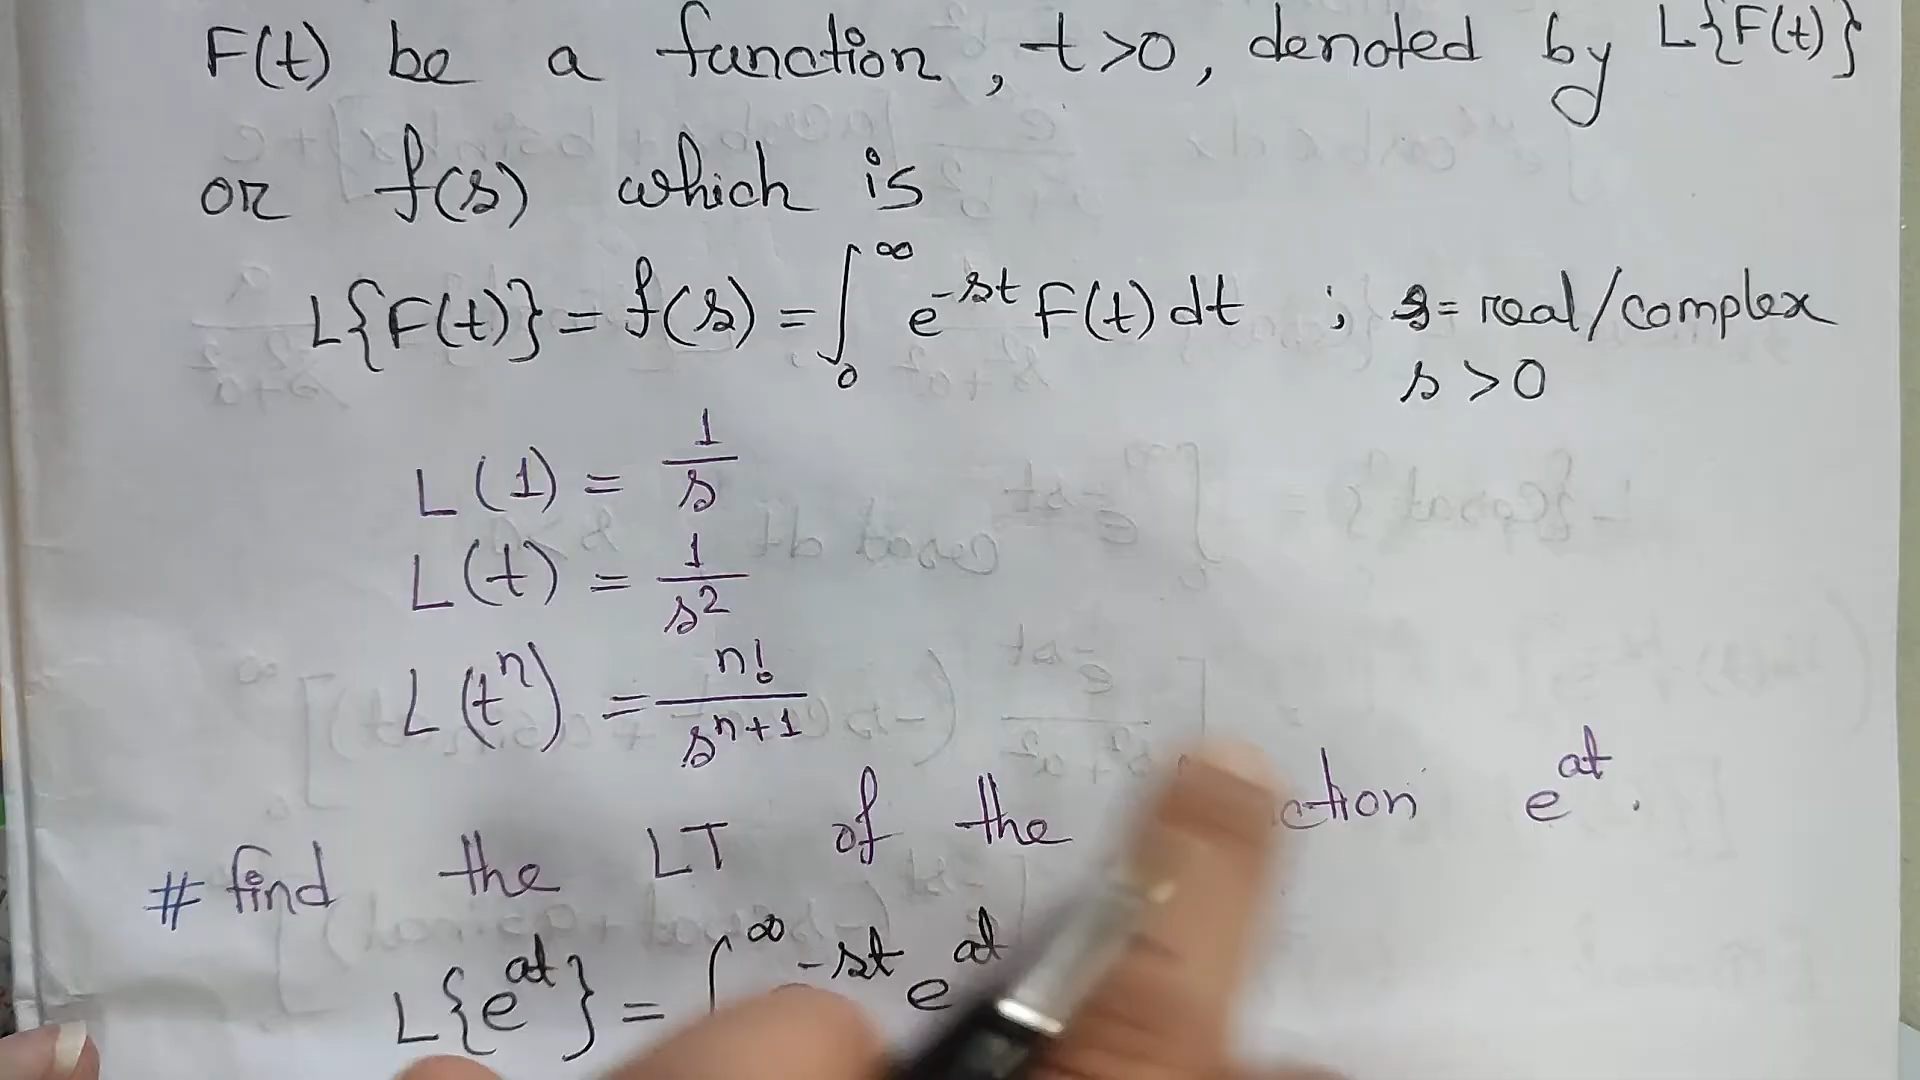 F(t) be a function, t>0, denoted by L{F(t)}
or f(s) which is
L{F(t)} = f(s) = ∫₀^∞ e^-st F(t) dt ; s = real/complex
s > 0
L(1) = 1/s
L(t) = 1/s²
L(tⁿ) = n!/s^n+1
# find the LT of the ction e^at.
L{e^at} = ∫^∞ -st e^at